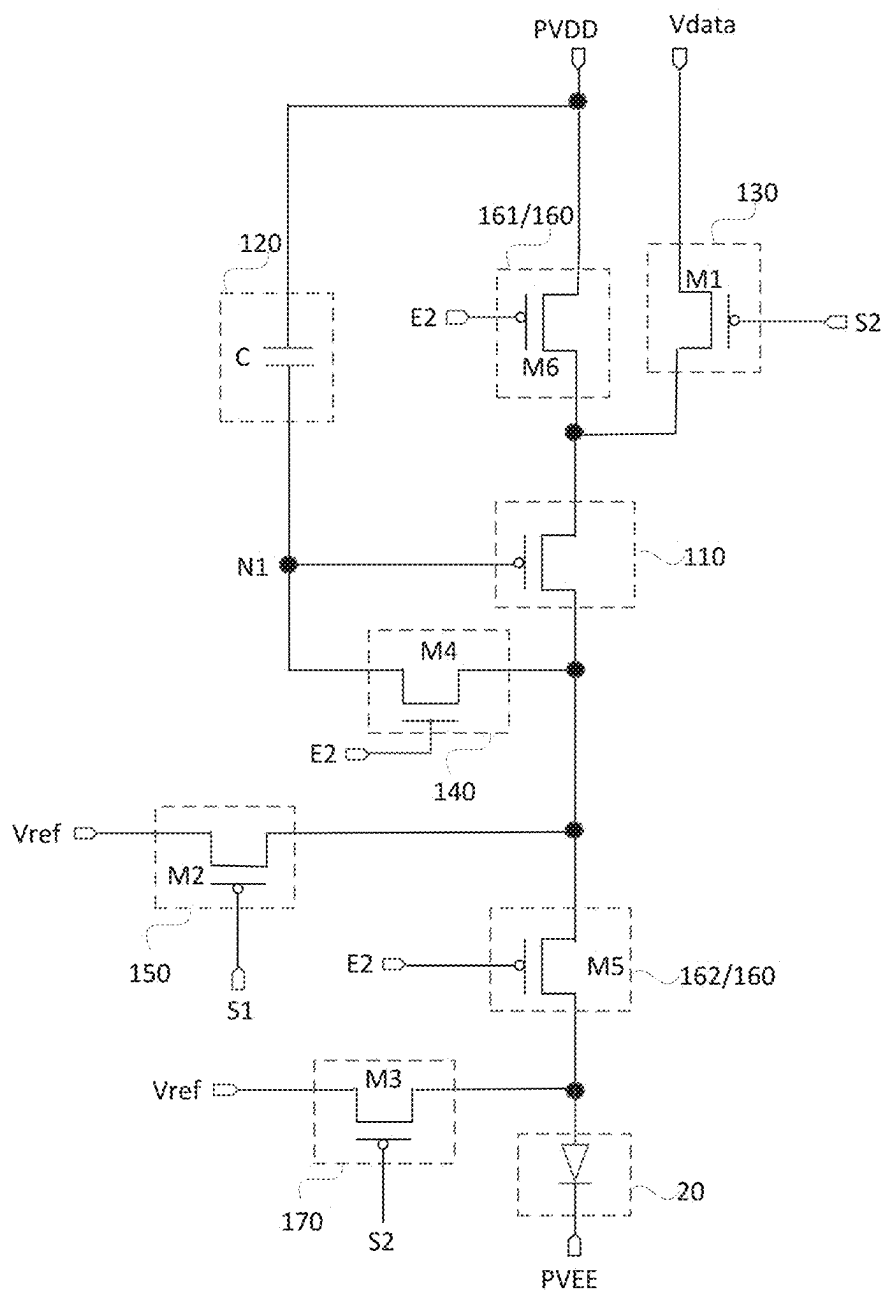 PVDD
Vdata
130
161/160
120
M1
E2
S2
C
M6
N1
110
M4
E2
140
Vref
M2
E2
M5
162/160
150
S1
M3
Vref
20
170
S2
PVEE